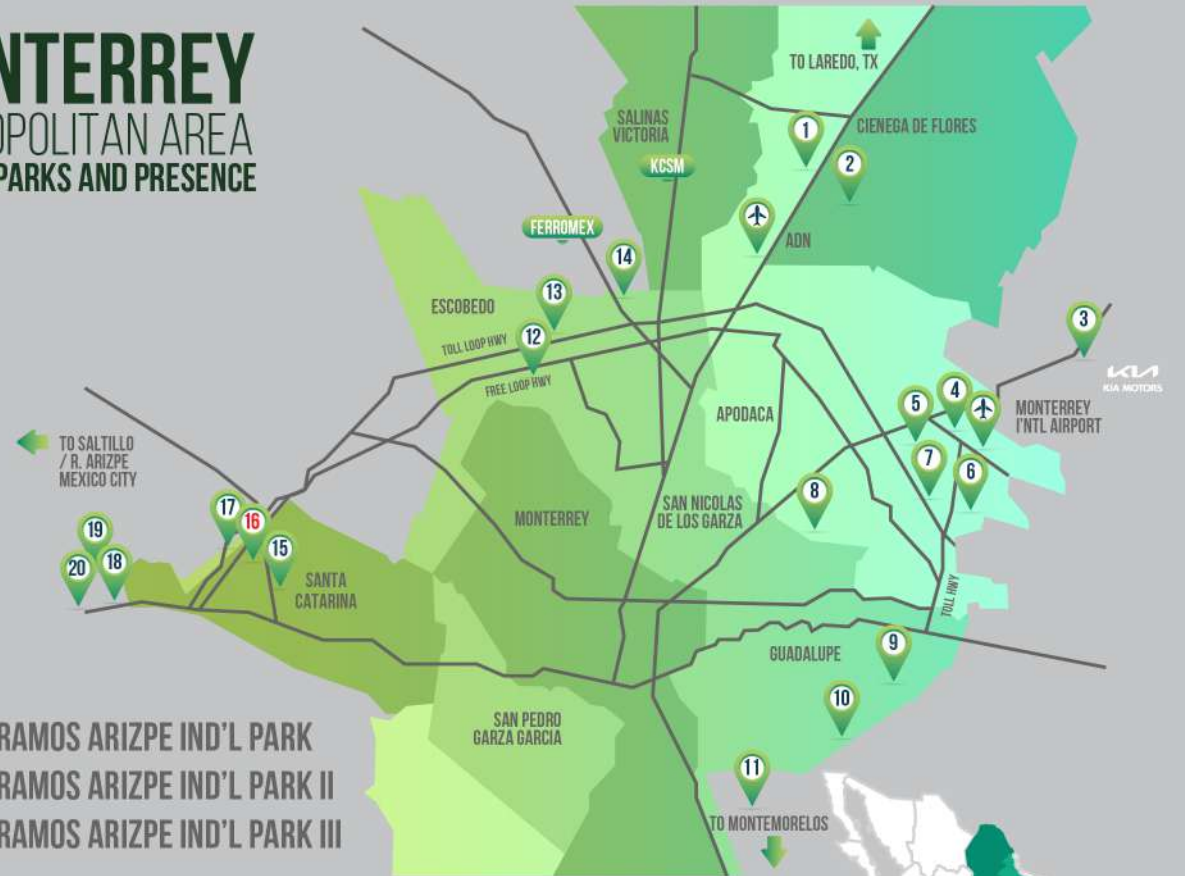 NTERREY
OPOLITAN AREA
PARKS AND PRESENCE
TO LAREDO, TX
SALINAS
VICTORIA
KCSM
1
CIENEGA DE FLORES
2
FERROMEX
ADN
14
13
ESCOBEDO
12
TOLL LOOP HWY
FREE LOOP HWY
3
KIA
KIA MOTORS
4
5
MONTERREY
I'NTL AIRPORT
APODACA
7
6
8
TO SALTILLO
/ R. ARIZPE
MEXICO CITY
SAN NICOLAS
DE LOS GARZA
MONTERREY
17
16
15
19
18
20
SANTA
CATARINA
TOLL HWY
GUADALUPE
9
10
SAN PEDRO
GARZA GARCIA
11
TO MONTEMORELOS
RAMOS ARIZPE IND'L PARK
RAMOS ARIZPE IND'L PARK II
RAMOS ARIZPE IND'L PARK III